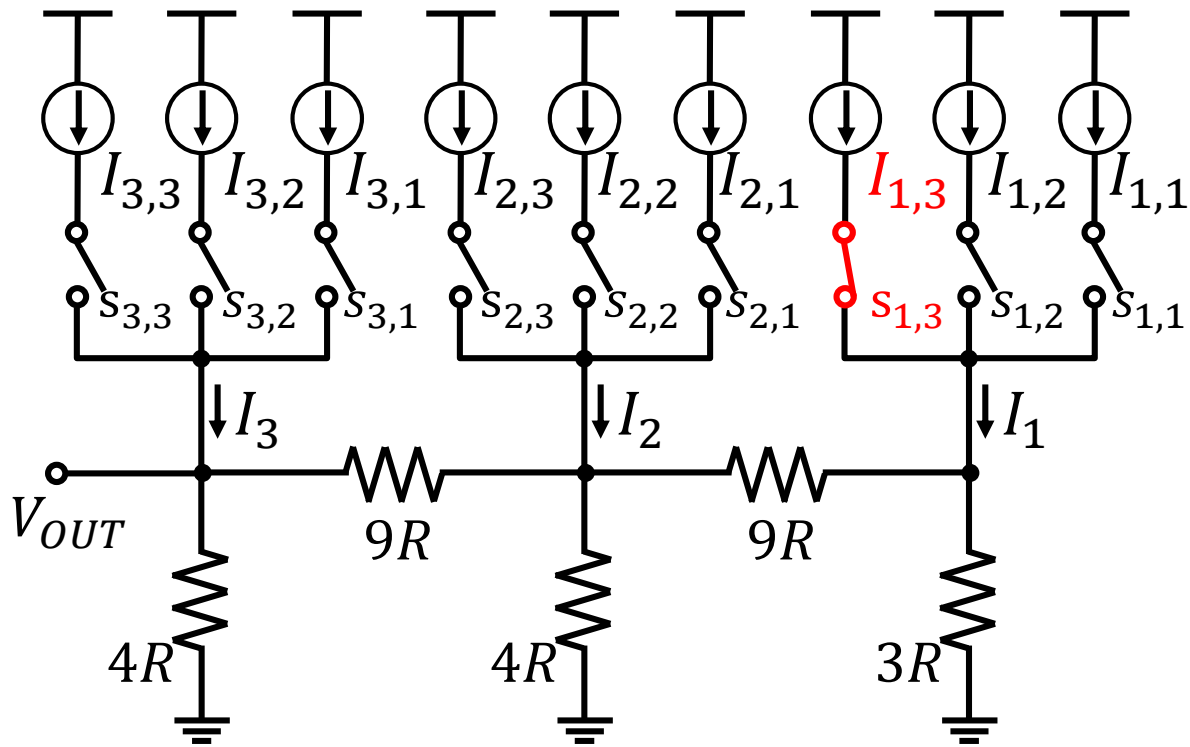 I3,3 I3,2 I3,1 I2,3 I2,2 I2,1 I1,3 I1,2 I1,1
s3,3 s3,2 s3,1 s2,3 s2,2 s2,1 s1,3 s1,2 s1,1
I3 I2 I1
VOUT 9R 9R
4R 4R 3R